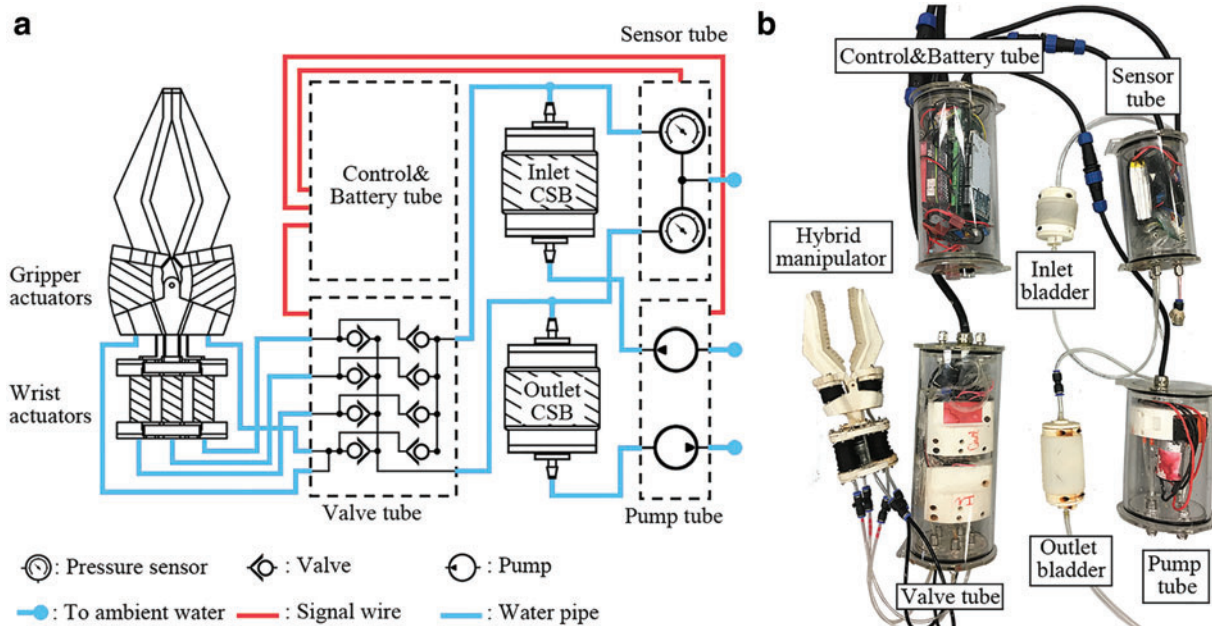 a
Sensor tube
Control&
Battery tube
Inlet
CSB
Gripper
actuators
Wrist
actuators
Outlet
CSB
Valve tube
Pump tube
: Pressure sensor
: Valve
: Pump
: To ambient water
: Signal wire
: Water pipe
b
Control&Battery tube
Sensor
tube
Hybrid
manipulator
Inlet
bladder
Outlet
bladder
Pump
tube
Valve tube